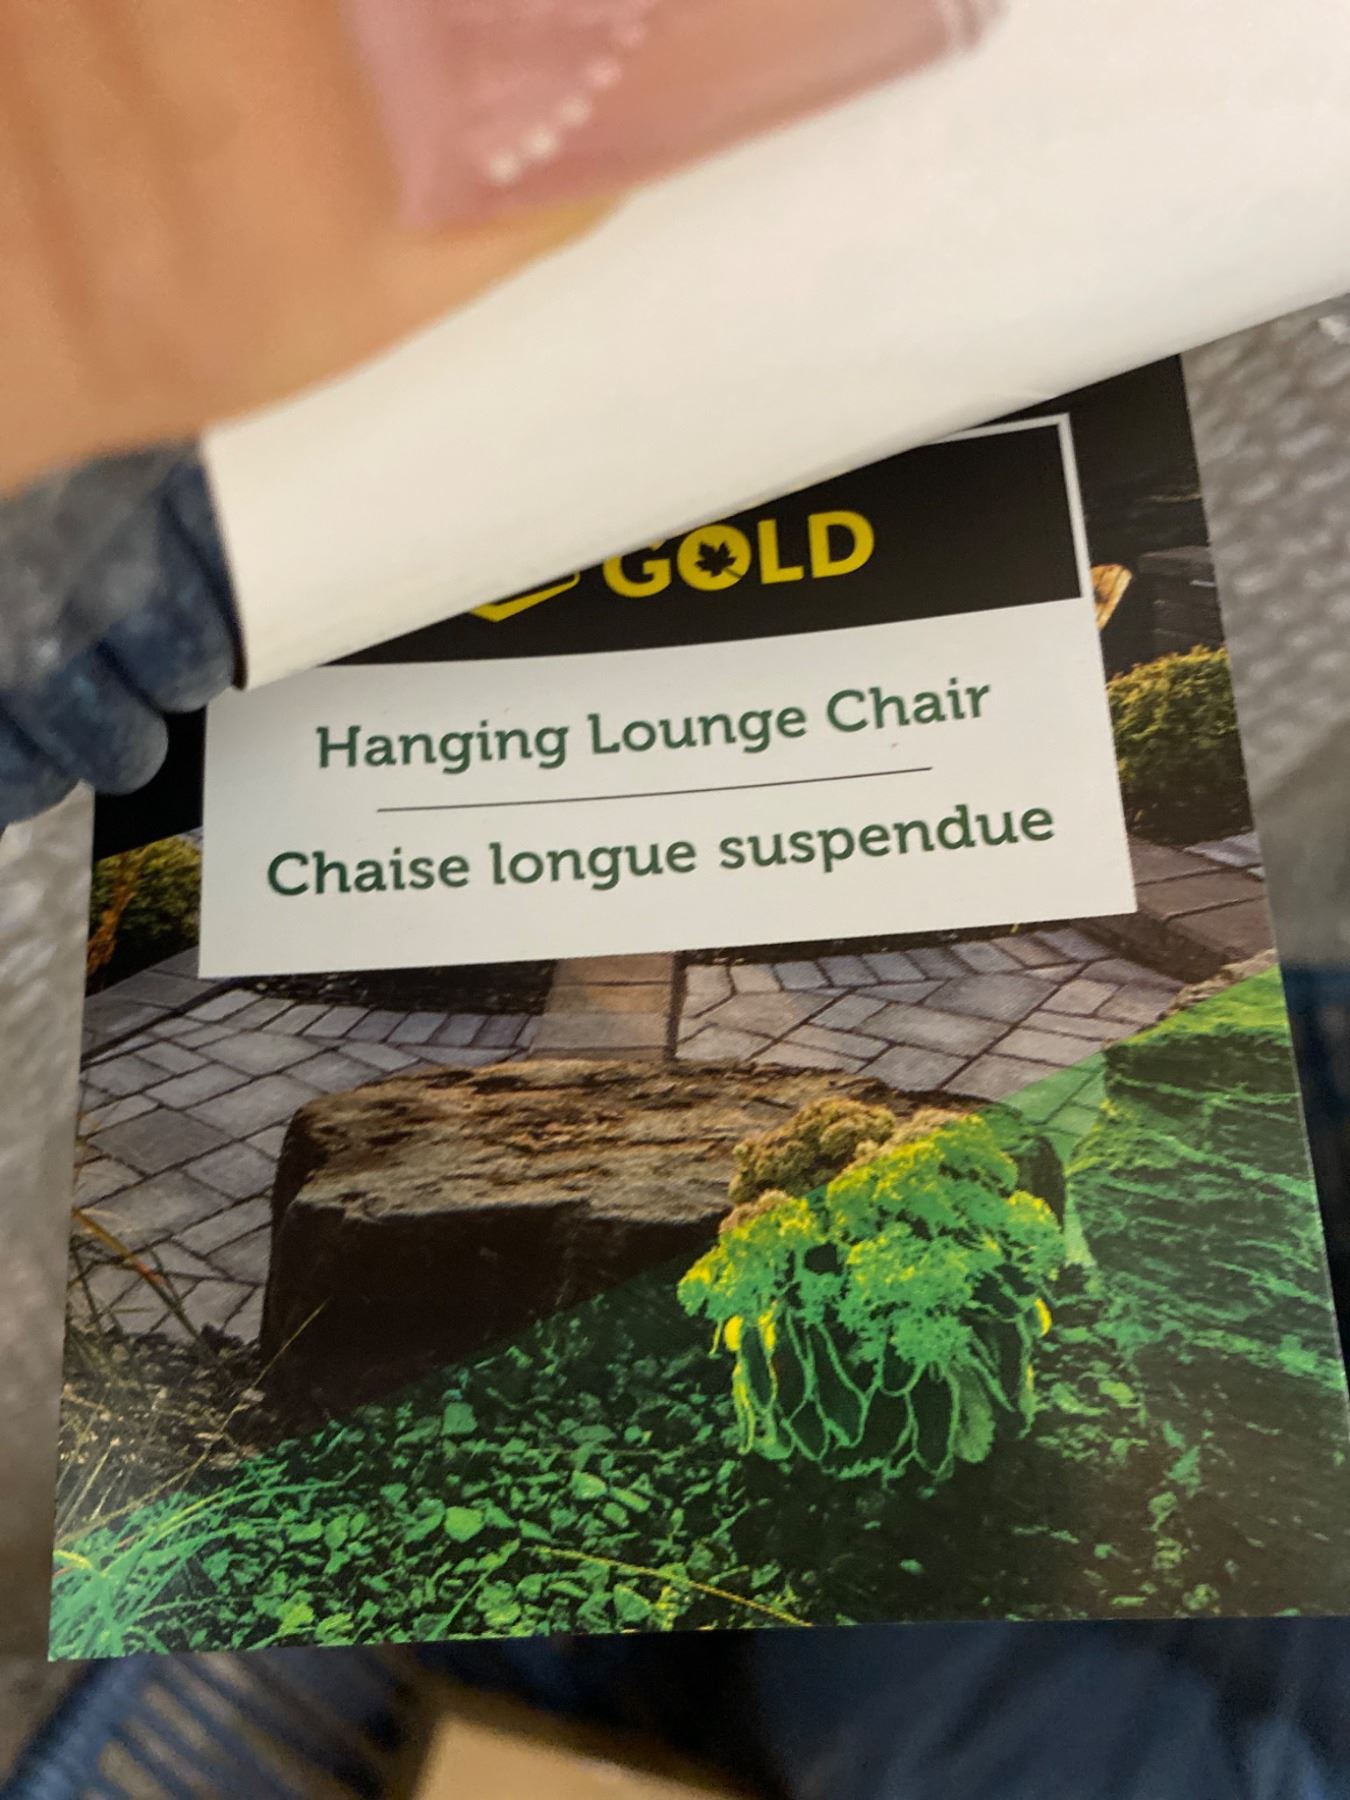 GOLD
Hanging Lounge Chair
Chaise longue suspendue